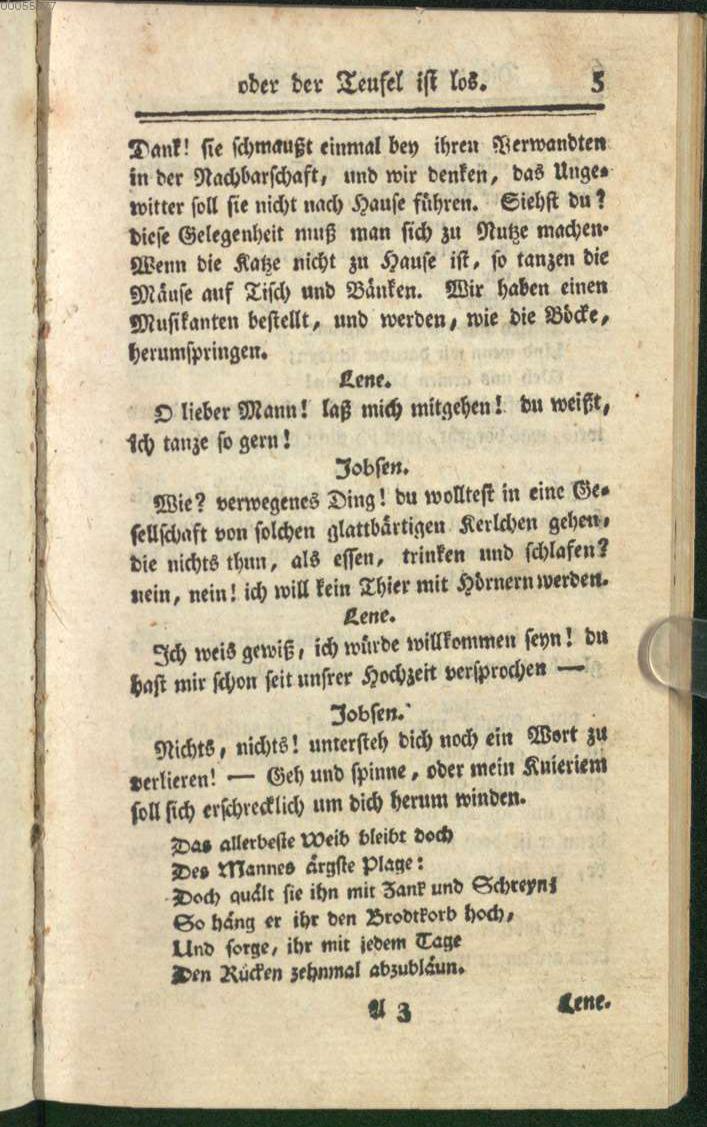 00055077
oder der Teufel ist los. 5
Dank! sie schmaußt einmal bey ihren Verwandten
in der Nachbarschaft, und wir denken, das Unge-
witter soll sie nicht nach Hause führen. Siehst du?
diese Gelegenheit muß man sich zu Nutze machen.
Wenn die Katze nicht zu Hause ist, so tanzen die
Mäuse auf Tisch und Bänken. Wir haben einen
Musikanten bestellt, und werden, wie die Böcke,
herumspringen.
Lene.
O lieber Mann! laß mich mitgehen! du weißt,
ich tanze so gern!
Jobsen.
Wie? verwegenes Ding! du wolltest in eine Ge-
sellschaft von solchen glattbärtigen Kerlchen gehen,
die nichts thun, als essen, trinken und schlafen?
nein, nein! ich will kein Thier mit Hörnern werden.
Lene.
Ich weis gewiß, ich würde willkommen seyn! du
hast mir schon seit unsrer Hochzeit versprochen —
Jobsen.
Nichts, nichts! untersteh dich noch ein Wort zu
verlieren! — Geh und spinne, oder mein Knieriem
soll sich erschrecklich um dich herum winden.
Das allerbeste Weib bleibt doch
Des Mannes ärgste Plage:
Doch quält sie ihn mit Zank und Schreyn;
So häng er ihr den Brodtkorb hoch,
Und sorge, ihr mit jedem Tage
Den Rücken zehnmal abzubläun.
A 3 Lene.